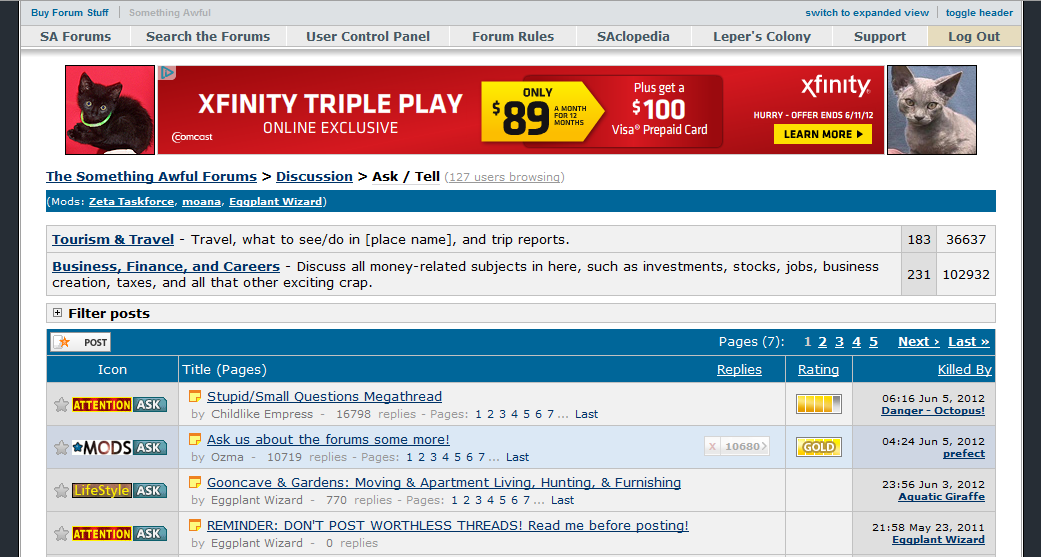 Buy Forum Stuff Something Awful switch to expanded view toggle header
SA Forums Search the Forums User Control Panel Forum Rules SAclopedia Leper's Colony Support Log Out
XFINITY TRIPLE PLAY
ONLINE EXCLUSIVE
Comcast
ONLY
$89 A MONTH FOR 12 MONTHS
Plus get a
$100
Visa® Prepaid Card
xfinity
HURRY - OFFER ENDS 6/11/12
LEARN MORE
The Something Awful Forums > Discussion > Ask / Tell (127 users browsing)
(Mods: Zeta Taskforce, moana, Eggplant Wizard)
Tourism & Travel - Travel, what to see/do in [place name], and trip reports. 183 36637
Business, Finance, and Careers - Discuss all money-related subjects in here, such as investments, stocks, jobs, business
creation, taxes, and all that other exciting crap. 231 102932
Filter posts
POST Pages (7): 1 2 3 4 5 Next › Last »
Icon Title (Pages) Replies Rating Killed By
ATTENTION ASK Stupid/Small Questions Megathread 06:16 Jun 5, 2012
by Childlike Empress - 16798 replies - Pages: 1 2 3 4 5 6 7 ... Last Danger - Octopus!
MODS ASK Ask us about the forums some more! X 10680 GOLD 04:24 Jun 5, 2012
by Ozma - 10719 replies - Pages: 1 2 3 4 5 6 7 ... Last prefect
LifeStyle ASK Gooncave & Gardens: Moving & Apartment Living, Hunting, & Furnishing 23:56 Jun 3, 2012
by Eggplant Wizard - 770 replies - Pages: 1 2 3 4 5 6 7 ... Last Aquatic Giraffe
ATTENTION ASK REMINDER: DON'T POST WORTHLESS THREADS! Read me before posting! 21:58 May 23, 2011
by Eggplant Wizard - 0 replies Eggplant Wizard